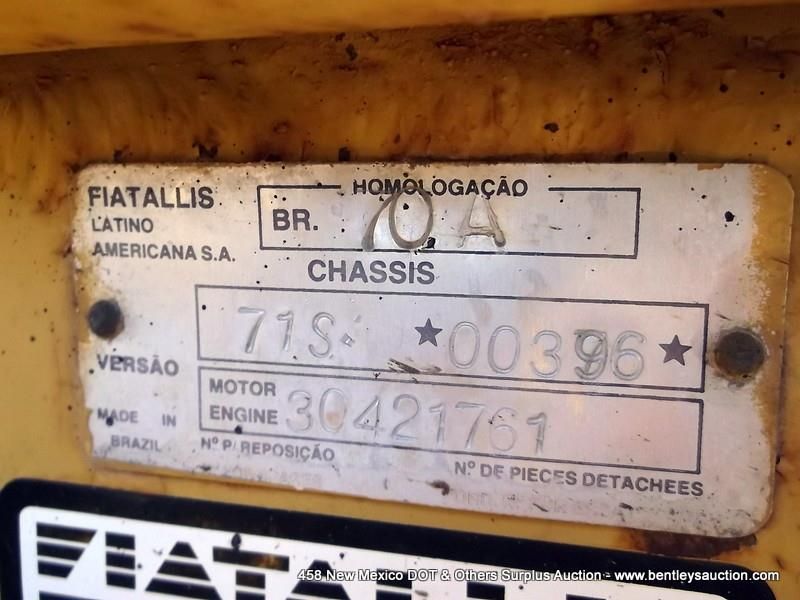 FIATALLIS
LATINO
AMERICANA S.A.
HOMOLOGAÇÃO
BR. 70 A
CHASSIS
71S. ★00396★
VERSÃO
MOTOR
ENGINE 30421761
MADE IN
BRAZIL
Nº P/ REPOSIÇÃO
Nº DE PIECES DETACHEES
FIATALLIS
458 New Mexico DOT & Others Surplus Auction - www.bentleysauction.com